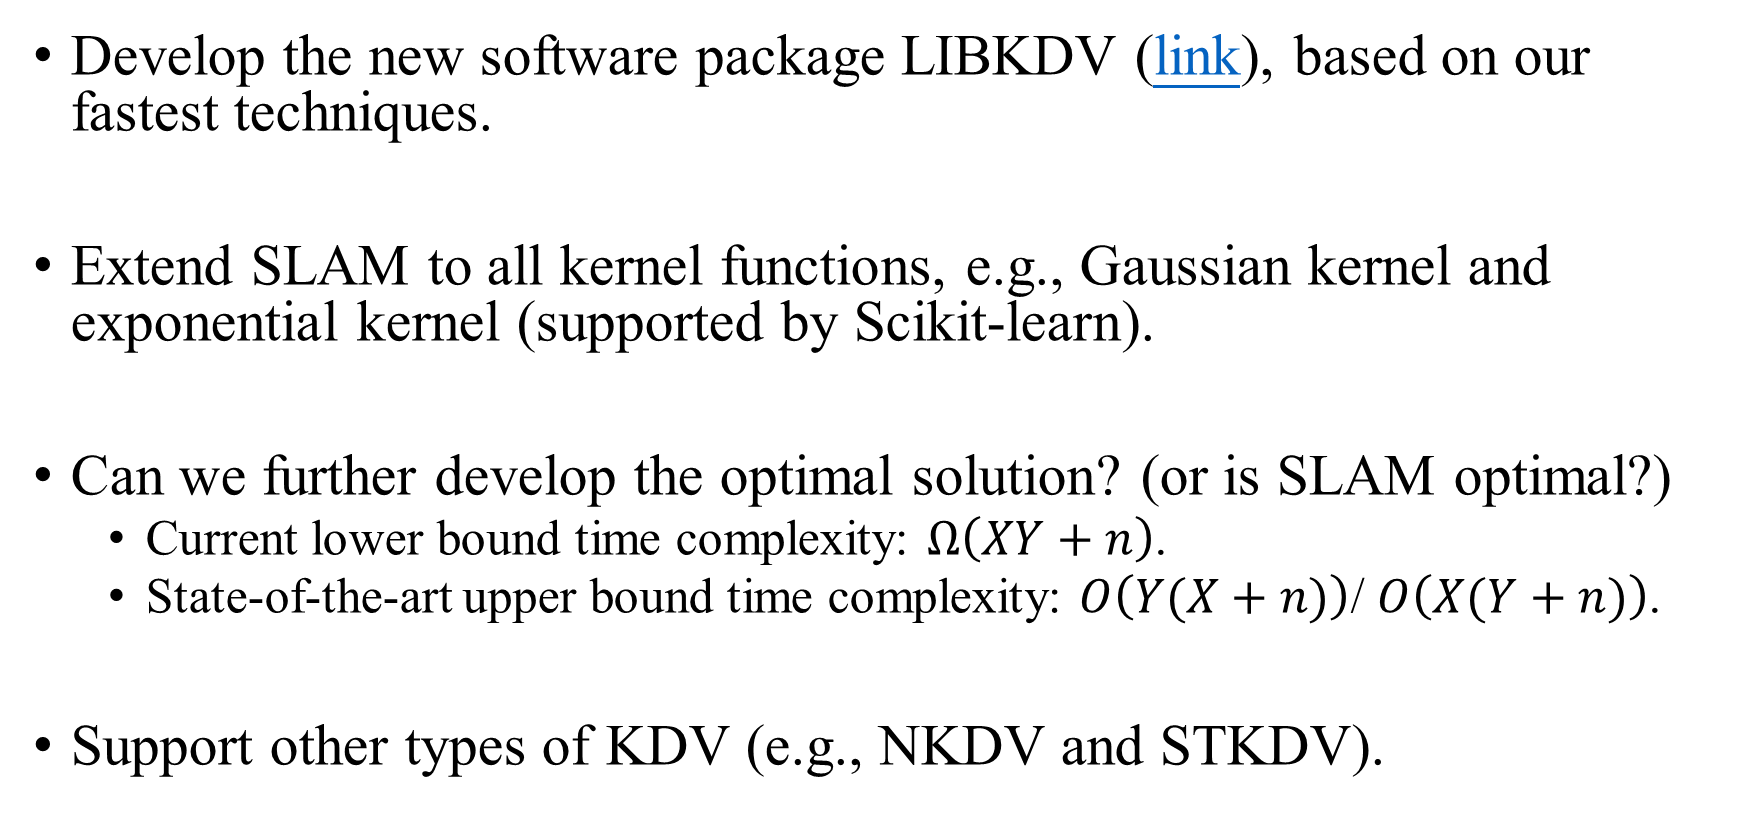 • Develop the new software package LIBKDV (link), based on our
fastest techniques.
• Extend SLAM to all kernel functions, e.g., Gaussian kernel and
exponential kernel (supported by Scikit-learn).
• Can we further develop the optimal solution? (or is SLAM optimal?)
• Current lower bound time complexity: Ω(XY + n).
• State-of-the-art upper bound time complexity: O(Y(X + n))/ O(X(Y + n)).
• Support other types of KDV (e.g., NKDV and STKDV).